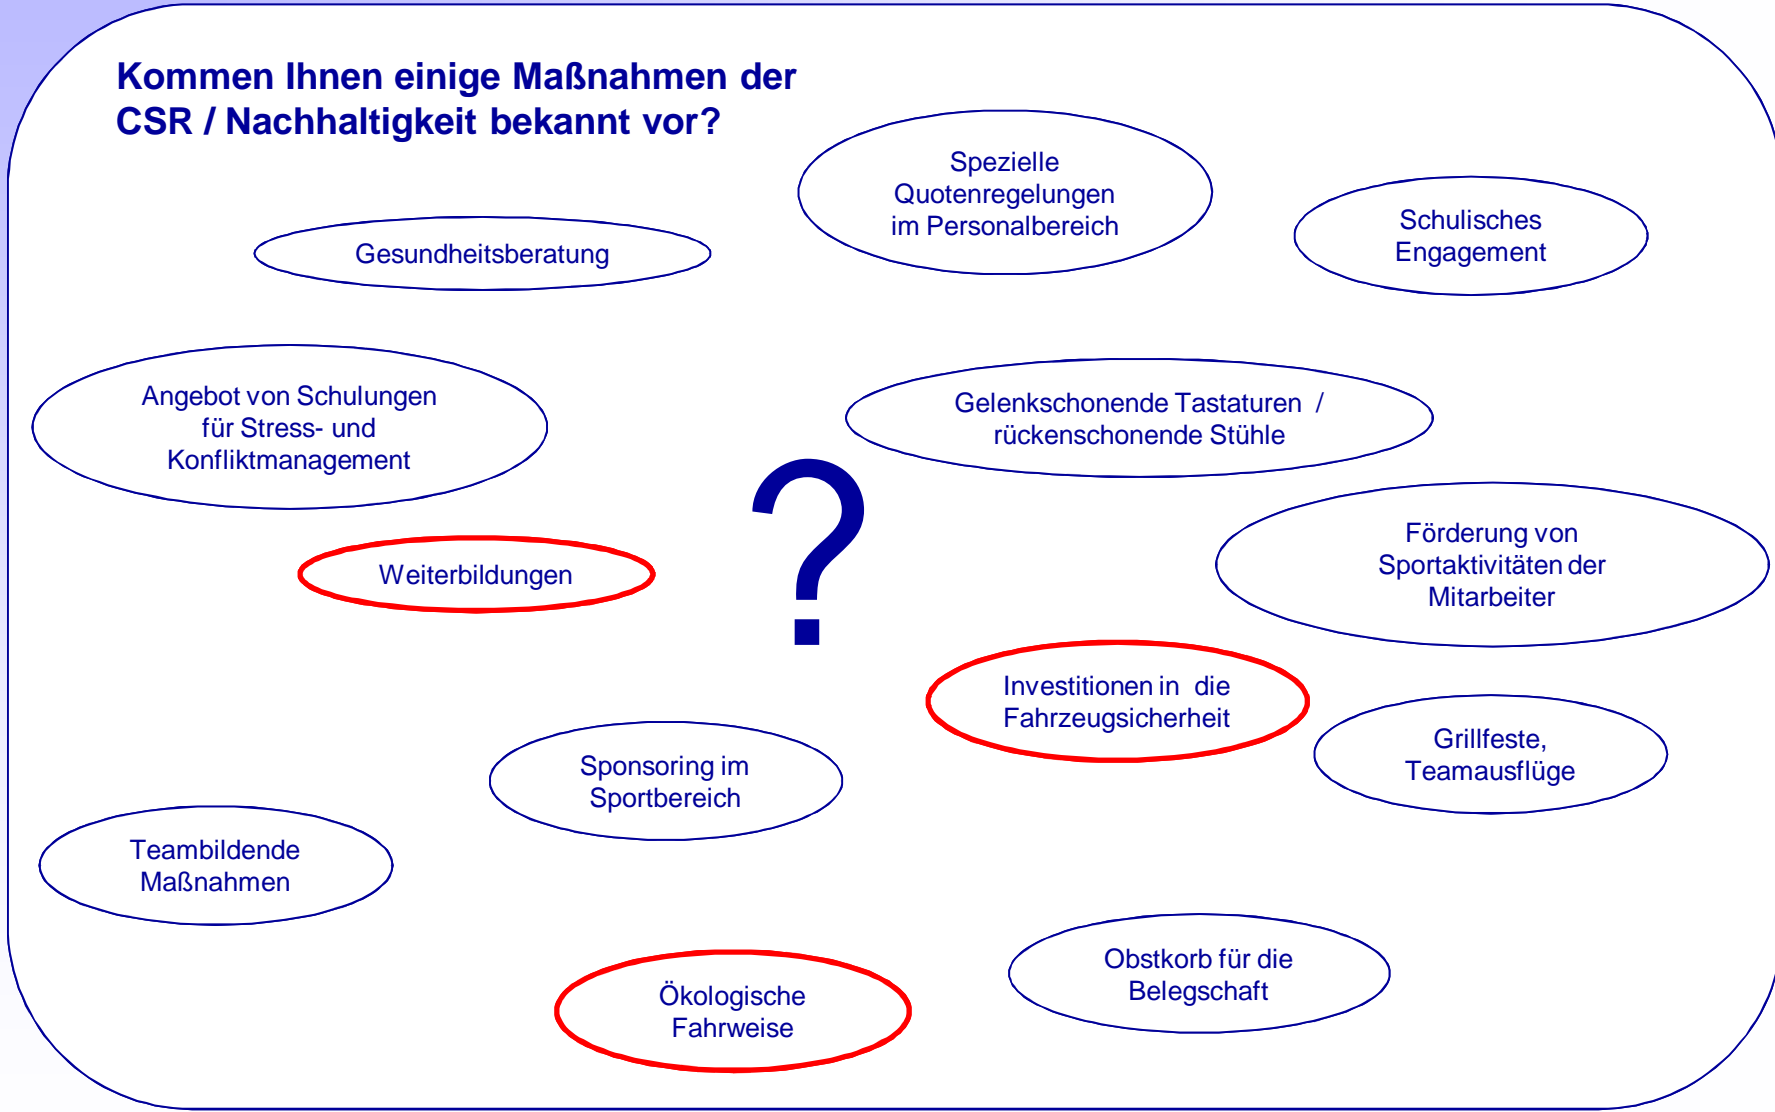 Kommen Ihnen einige Maßnahmen der
CSR / Nachhaltigkeit bekannt vor?
Spezielle
Quotenregelungen
im Personalbereich
Schulisches
Engagement
Gesundheitsberatung
Angebot von Schulungen
für Stress- und
Konfliktmanagement
Gelenkschonende Tastaturen /
rückenschonende Stühle
?
Förderung von
Sportaktivitäten der
Mitarbeiter
Weiterbildungen
Investitionen in die
Fahrzeugsicherheit
Grillfeste,
Teamausflüge
Sponsoring im
Sportbereich
Teambildende
Maßnahmen
Obstkorb für die
Belegschaft
Ökologische
Fahrweise